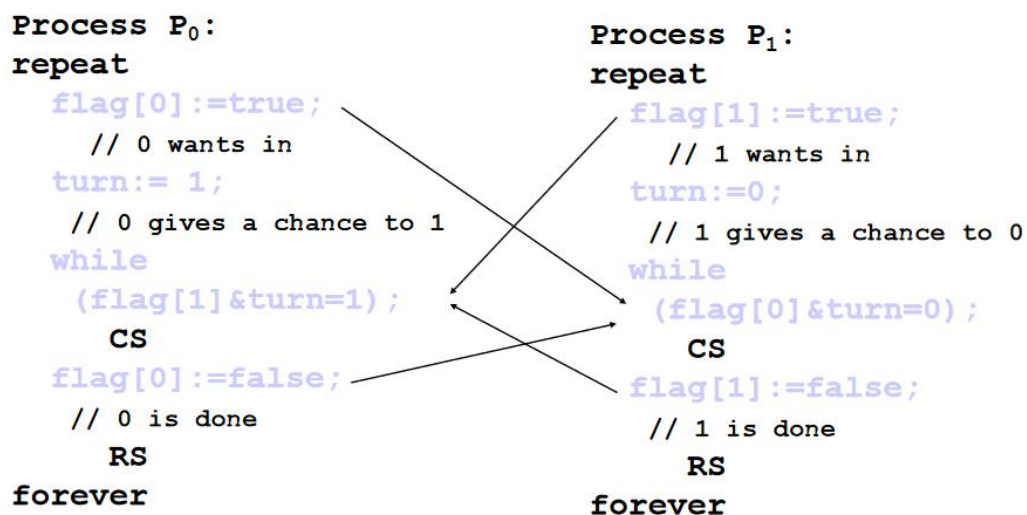 Process P₀:
repeat
flag[0]:=true;
// 0 wants in
turn:= 1;
// 0 gives a chance to 1
while
(flag[1]&turn=1);
CS
flag[0]:=false;
// 0 is done
RS
forever
Process P₁:
repeat
flag[1]:=true;
// 1 wants in
turn:=0;
// 1 gives a chance to 0
while
(flag[0]&turn=0);
CS
flag[1]:=false;
// 1 is done
RS
forever